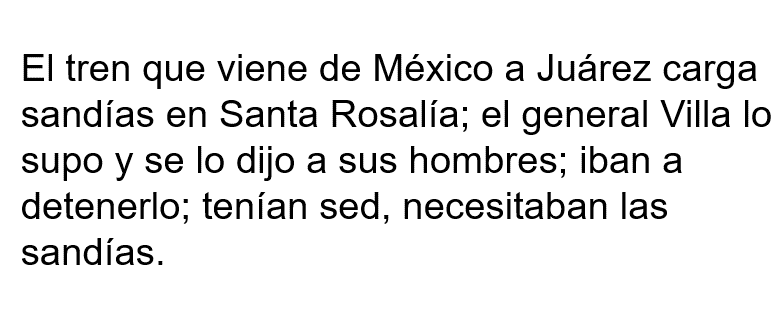 El tren que viene de México a Juárez carga
sandías en Santa Rosalía; el general Villa lo
supo y se lo dijo a sus hombres; iban a
detenerlo; tenían sed, necesitaban las
sandías.